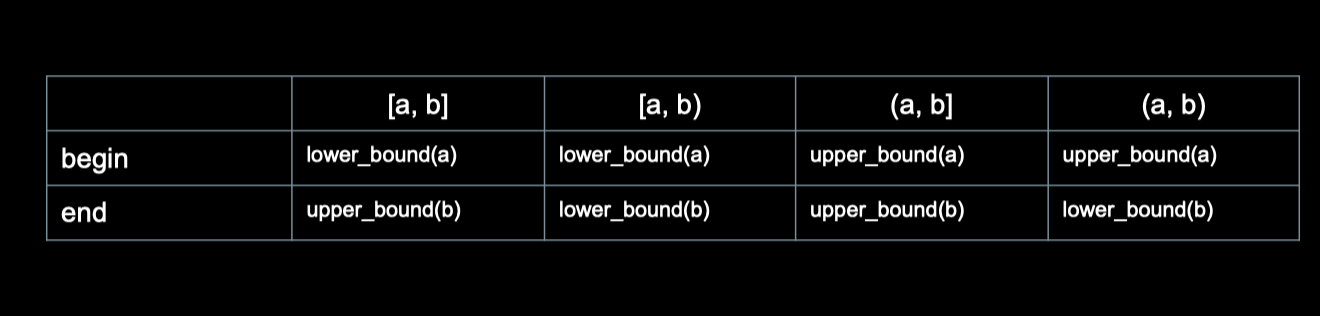 [a, b] [a, b) (a, b] (a, b)
begin lower_bound(a) lower_bound(a) upper_bound(a) upper_bound(a)
end upper_bound(b) lower_bound(b) upper_bound(b) lower_bound(b)